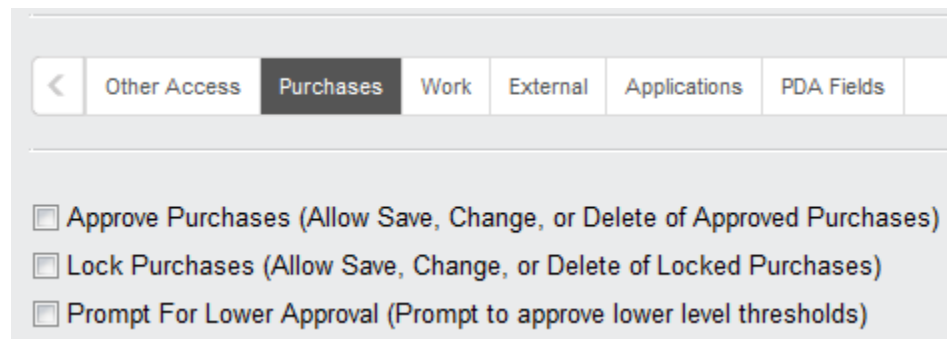 Other Access Purchases Work External Applications PDA Fields
Approve Purchases (Allow Save, Change, or Delete of Approved Purchases)
Lock Purchases (Allow Save, Change, or Delete of Locked Purchases)
Prompt For Lower Approval (Prompt to approve lower level thresholds)